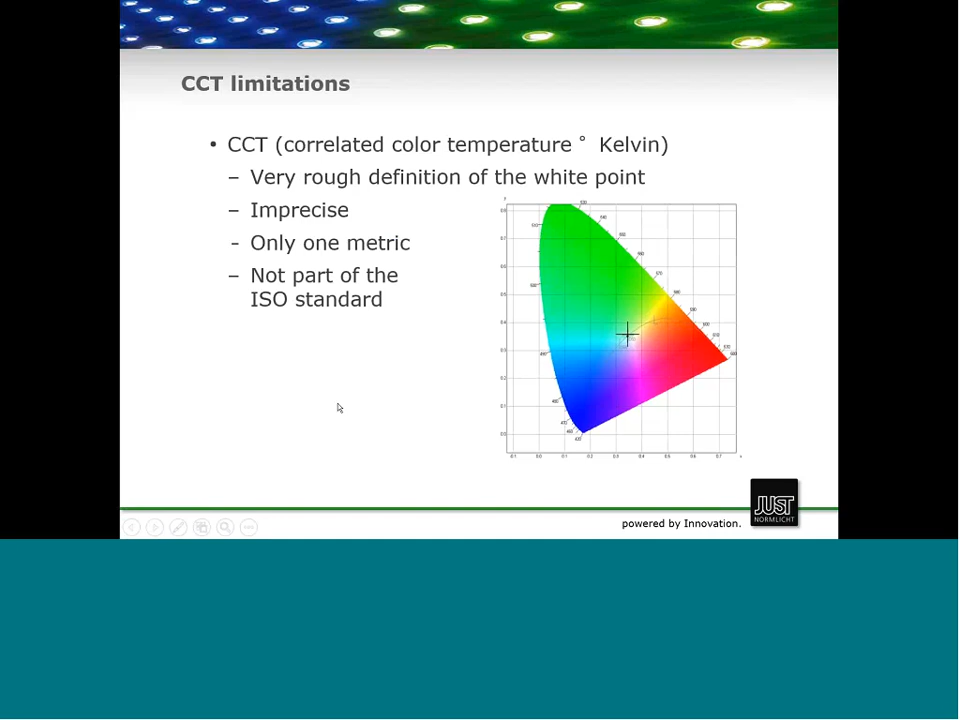 CCT limitations
• CCT (correlated color temperature ° Kelvin)
– Very rough definition of the white point
– Imprecise
- Only one metric
– Not part of the
ISO standard
JUST
NORMLICHT
powered by Innovation.